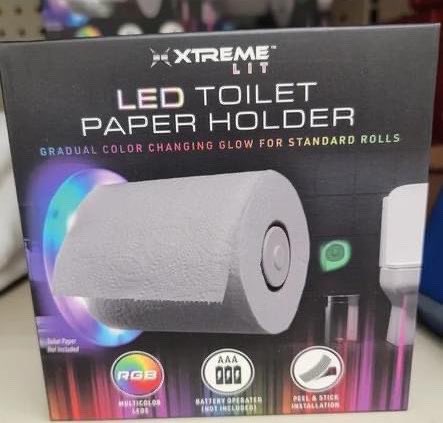 XTREME™
LIT
LED TOILET
PAPER HOLDER
GRADUAL COLOR CHANGING GLOW FOR STANDARD ROLLS
Toilet Paper
Not Included
RGB
MULTICOLOR
LEDS
AAA
BATTERY OPERATED
(NOT INCLUDED)
PEEL & STICK
INSTALLATION